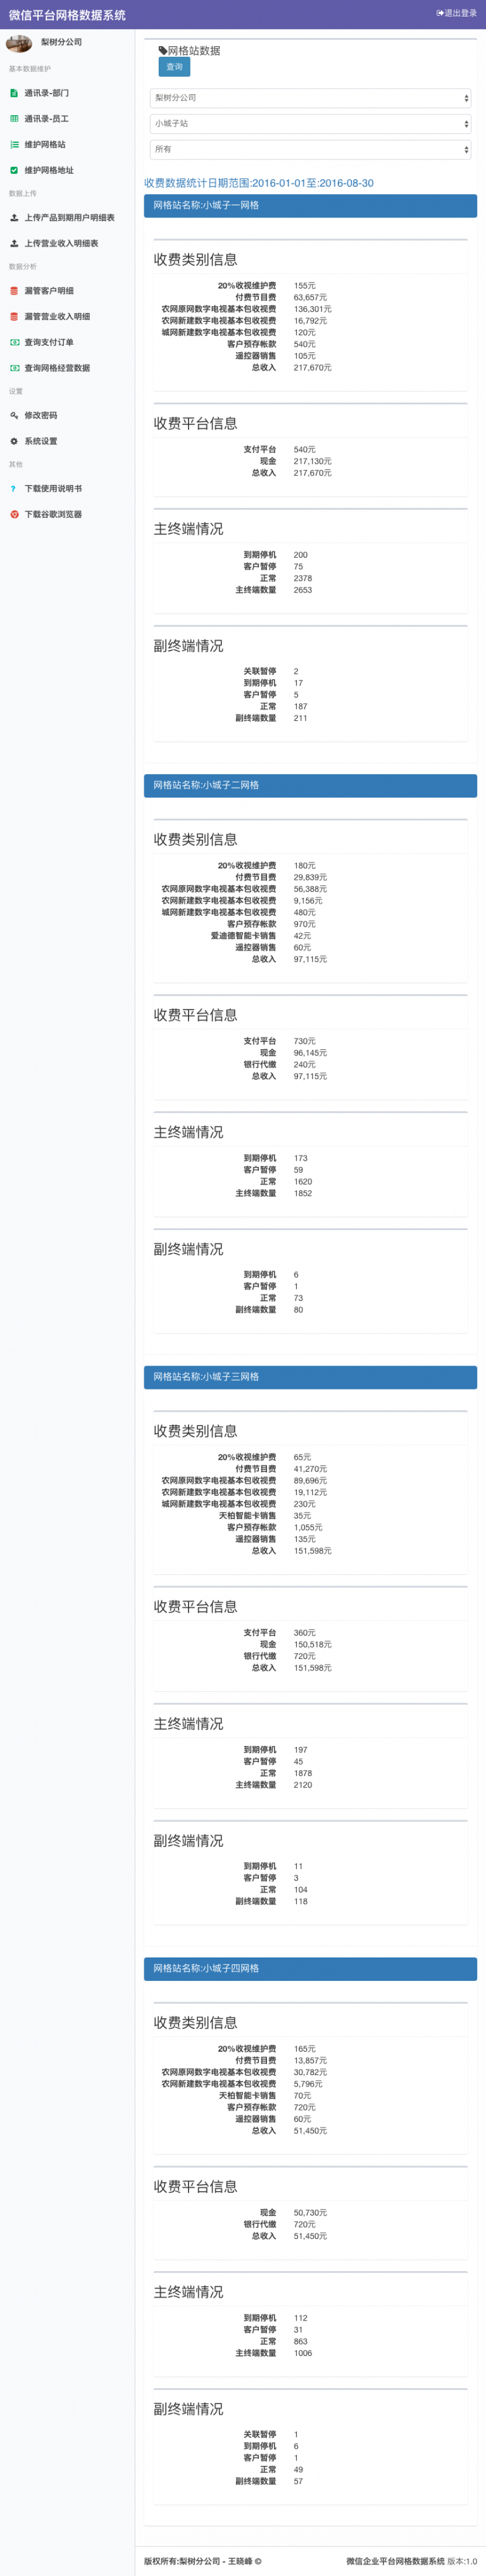 微信平台网格数据系统
退出登录
梨树分公司
基本数据维护
通讯录-部门
通讯录-员工
维护网格站
维护网格地址
数据上传
上传产品到期用户明细表
上传营业收入明细表
数据分析
漏管客户明细
漏管营业收入明细
查询支付订单
查询网格经营数据
设置
修改密码
系统设置
其他
下载使用说明书
下载谷歌浏览器
网格站数据
查询
梨树分公司
小城子站
所有
收费数据统计日期范围:2016-01-01至:2016-08-30
网格站名称:小城子一网格
收费类别信息
20%收视维护费 155元
付费节目费 63,657元
农网原网数字电视基本包收视费 136,301元
农网新建数字电视基本包收视费 16,792元
城网新建数字电视基本包收视费 120元
客户预存帐款 540元
遥控器销售 105元
总收入 217,670元
收费平台信息
支付平台 540元
现金 217,130元
总收入 217,670元
主终端情况
到期停机 200
客户暂停 75
正常 2378
主终端数量 2653
副终端情况
关联暂停 2
到期停机 17
客户暂停 5
正常 187
副终端数量 211
网格站名称:小城子二网格
收费类别信息
20%收视维护费 180元
付费节目费 29,839元
农网原网数字电视基本包收视费 56,388元
农网新建数字电视基本包收视费 9,156元
城网新建数字电视基本包收视费 480元
客户预存帐款 970元
爱迪德智能卡销售 42元
遥控器销售 60元
总收入 97,115元
收费平台信息
支付平台 730元
现金 96,145元
银行代缴 240元
总收入 97,115元
主终端情况
到期停机 173
客户暂停 59
正常 1620
主终端数量 1852
副终端情况
到期停机 6
客户暂停 1
正常 73
副终端数量 80
网格站名称:小城子三网格
收费类别信息
20%收视维护费 65元
付费节目费 41,270元
农网原网数字电视基本包收视费 89,696元
农网新建数字电视基本包收视费 19,112元
城网新建数字电视基本包收视费 230元
天柏智能卡销售 35元
客户预存帐款 1,055元
遥控器销售 135元
总收入 151,598元
收费平台信息
支付平台 360元
现金 150,518元
银行代缴 720元
总收入 151,598元
主终端情况
到期停机 197
客户暂停 45
正常 1878
主终端数量 2120
副终端情况
到期停机 11
客户暂停 3
正常 104
副终端数量 118
网格站名称:小城子四网格
收费类别信息
20%收视维护费 165元
付费节目费 13,857元
农网原网数字电视基本包收视费 30,782元
农网新建数字电视基本包收视费 5,796元
天柏智能卡销售 70元
客户预存帐款 720元
遥控器销售 60元
总收入 51,450元
收费平台信息
现金 50,730元
银行代缴 720元
总收入 51,450元
主终端情况
到期停机 112
客户暂停 31
正常 863
主终端数量 1006
副终端情况
关联暂停 1
到期停机 6
客户暂停 1
正常 49
副终端数量 57
版权所有:梨树分公司 - 王晓峰 ©
微信企业平台网格数据系统 版本:1.0